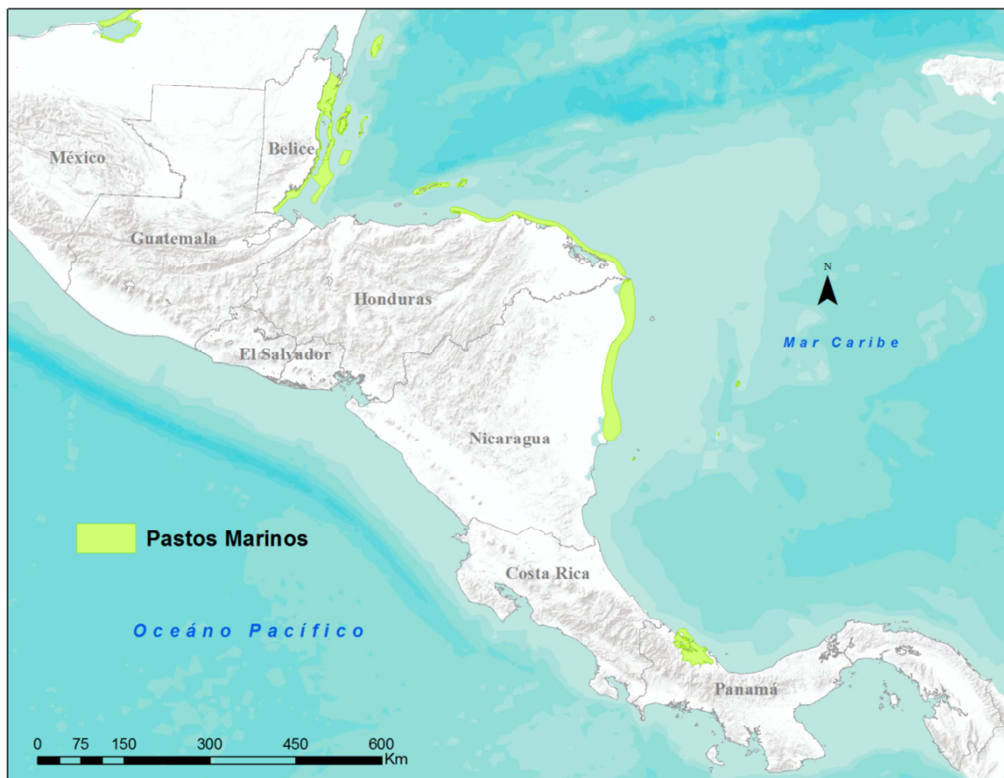 México
Belice
Guatemala
Honduras
El Salvador
Nicaragua
N
Mar Caribe
Pastos Marinos
Costa Rica
Oceáno Pacífico
Panamá
0 75 150 300 450 600
Km